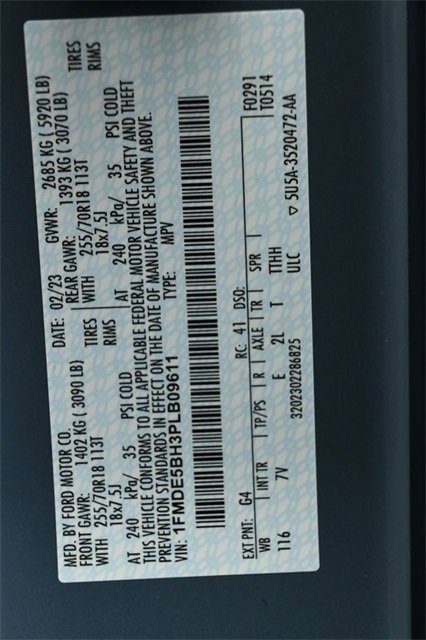 MFD. BY FORD MOTOR CO. DATE: 02/23 GVWR: 2685 KG ( 5920 LB)
FRONT GAWR: 1402 KG ( 3090 LB) REAR GAWR: 1393 KG ( 3070 LB)
WITH 255/70R18 113T TIRES WITH 255/70R18 113T TIRES
18x7.5J RIMS 18x7.5J RIMS
AT 240 kPa/ 35 PSI COLD AT 240 kPa/ 35 PSI COLD
THIS VEHICLE CONFORMS TO ALL APPLICABLE FEDERAL MOTOR VEHICLE SAFETY AND THEFT
PREVENTION STANDARDS IN EFFECT ON THE DATE OF MANUFACTURE SHOWN ABOVE.
VIN: 1FMDE5BH3PLB09611 TYPE: MPV
F0291
T0514
EXT PNT: G4 RC: 41 DSO:
WB INT TR TP/PS R AXLE TR SPR
116 7V E 2L T TTHH
ULC
3202302286825
▽ 5U5A-3520472-AA